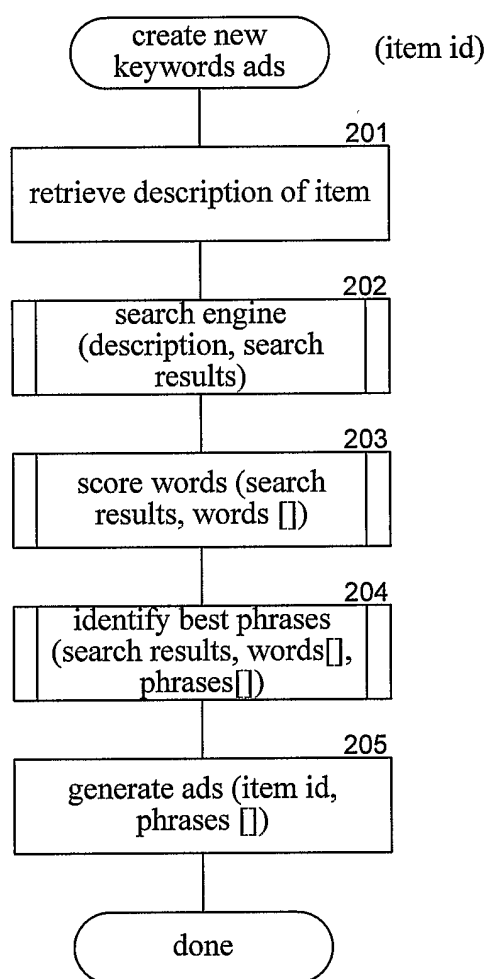 create new
keywords ads
(item id)
201
retrieve description of item
202
search engine
(description, search
results)
203
score words (search
results, words [])
204
identify best phrases
(search results, words[],
phrases[])
205
generate ads (item id,
phrases [])
done